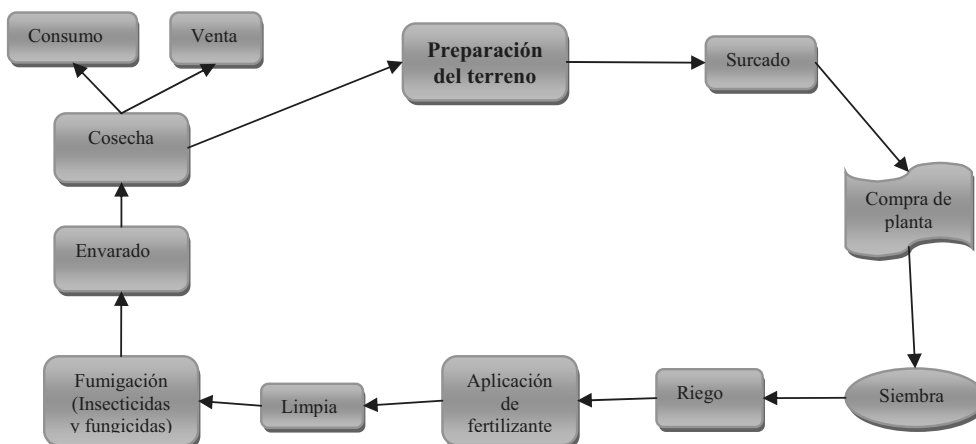 Consumo
Venta
Preparación
del terreno
Surcado
Cosecha
Compra de
planta
Envarado
Fumigación
(Insecticidas
y fungicidas)
Limpia
Aplicación
de
fertilizante
Riego
Siembra